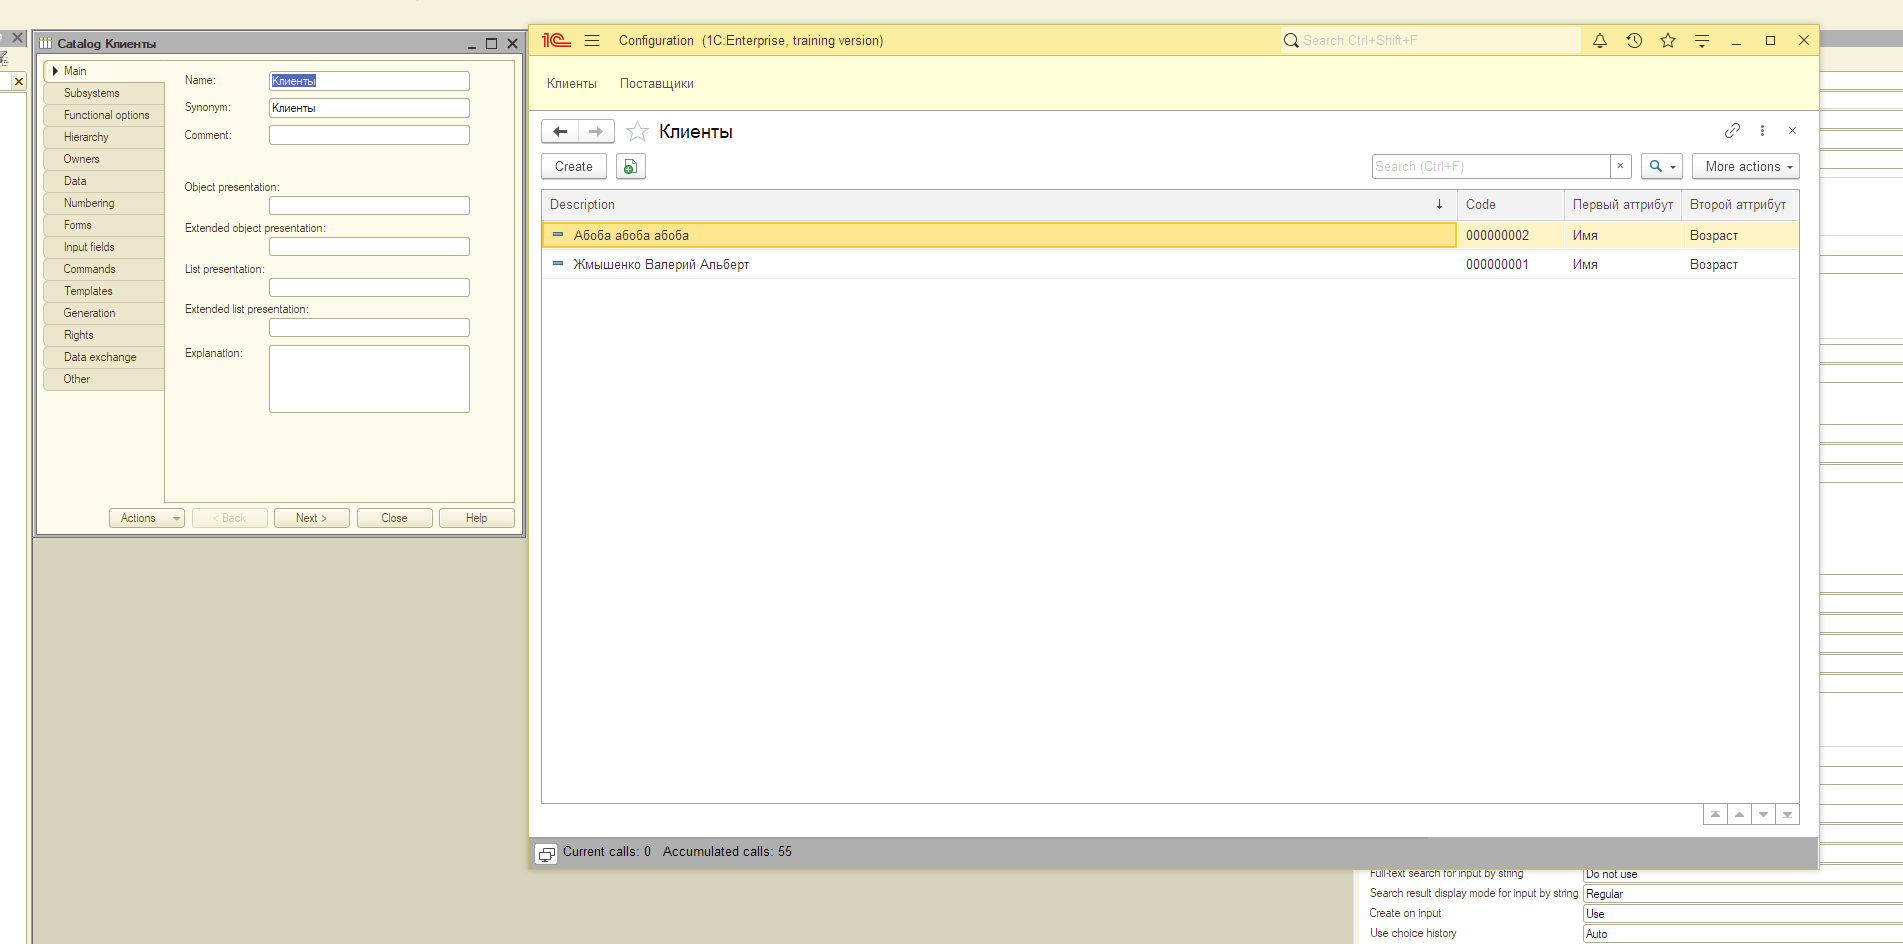 Catalog Клиенты
Main
Subsystems
Functional options
Hierarchy
Owners
Data
Numbering
Forms
Input fields
Commands
Templates
Generation
Rights
Data exchange
Other
Name:
Клиенты
Synonym:
Клиенты
Comment:
Object presentation:
Extended object presentation:
List presentation:
Extended list presentation:
Explanation:
Actions
< Back
Next >
Close
Help
1С
Configuration (1C:Enterprise, training version)
Search Ctrl+Shift+F
Клиенты Поставщики
Клиенты
Create
Search (Ctrl+F)
More actions
Description Code Первый аттрибут Второй аттрибут
Абоба абоба абоба 000000002 Имя Возраст
Жмышенко Валерий Альберт 000000001 Имя Возраст
Current calls: 0 Accumulated calls: 55
Full-text search for input by string Do not use
Search result display mode for input by string Regular
Create on input Use
Use choice history Auto